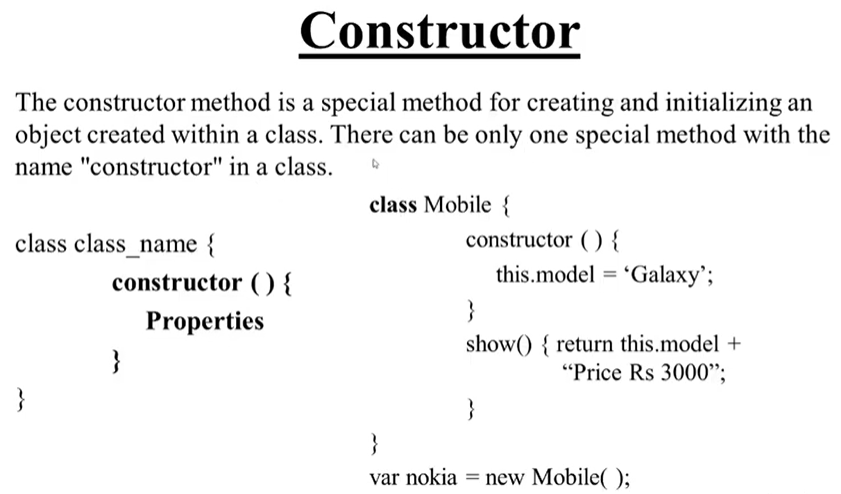 Constructor
The constructor method is a special method for creating and initializing an
object created within a class. There can be only one special method with the
name "constructor" in a class.
class class_name {
constructor ( ) {
Properties
}
}
class Mobile {
constructor ( ) {
this.model = ‘Galaxy’;
}
show() { return this.model +
“Price Rs 3000”;
}
}
var nokia = new Mobile( );